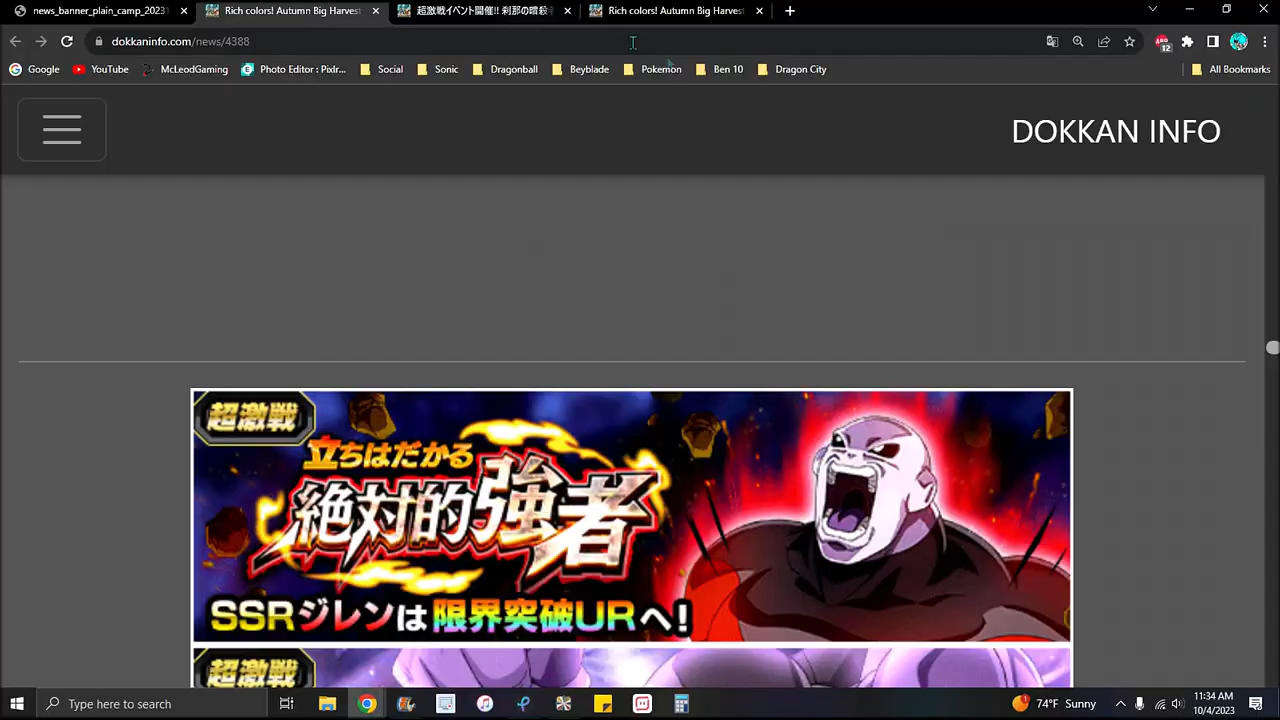 news_banner_plain_camp_2023
Rich colors! Autumn Big Harvest
超激戦イベント開催!! 刹那の暗殺
Rich colors! Autumn Big Harvest
dokkaninfo.com/news/4388
12
Google
YouTube
McLeodGaming
Photo Editor : Pixlr...
Social
Sonic
Dragonball
Beyblade
Pokemon
Ben 10
Dragon City
All Bookmarks
DOKKAN INFO
超激戦
立ちはだかる
絶対的強者
SSRジレンは限界突破URへ!
超激戦
Type here to search
1
74°F Sunny
11:34 AM
10/4/2023